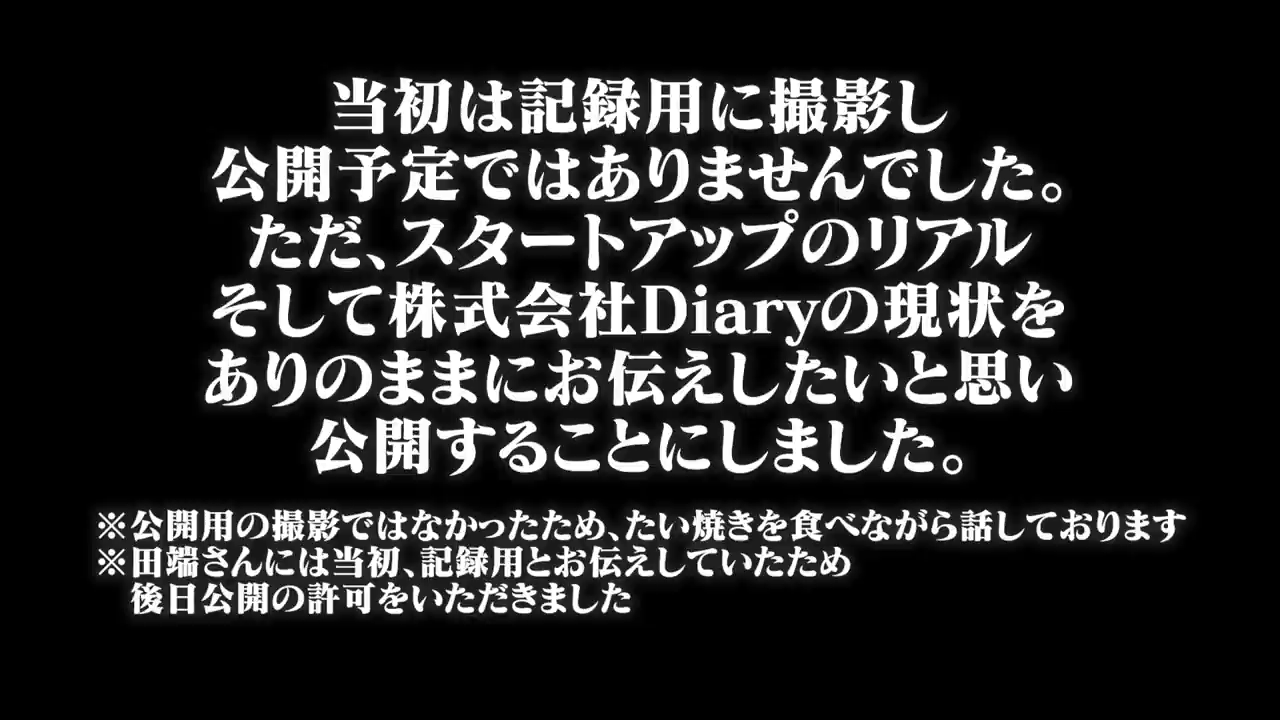 当初は記録用に撮影し
公開予定ではありませんでした。
ただ、スタートアップのリアル
そして株式会社Diaryの現状を
ありのままにお伝えしたいと思い
公開することにしました。
※公開用の撮影ではなかったため、たい焼きを食べながら話しております
※田端さんには当初、記録用とお伝えしていたため
後日公開の許可をいただきました